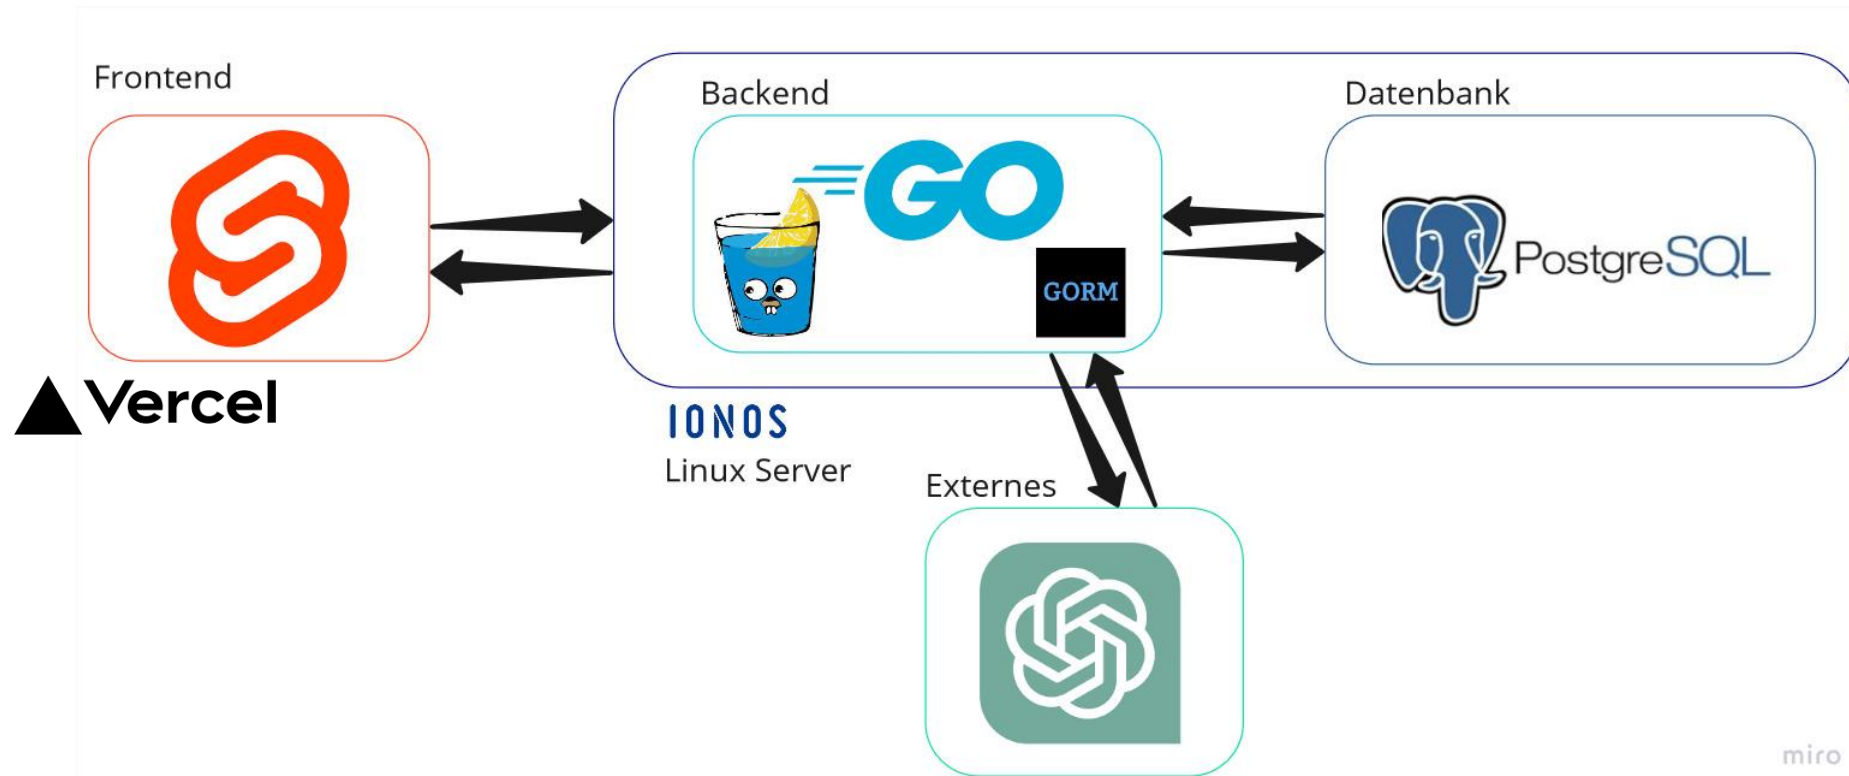 Frontend
Backend
Datenbank
GO
GORM
PostgreSQL
Vercel
IONOS
Linux Server
Externes
miro